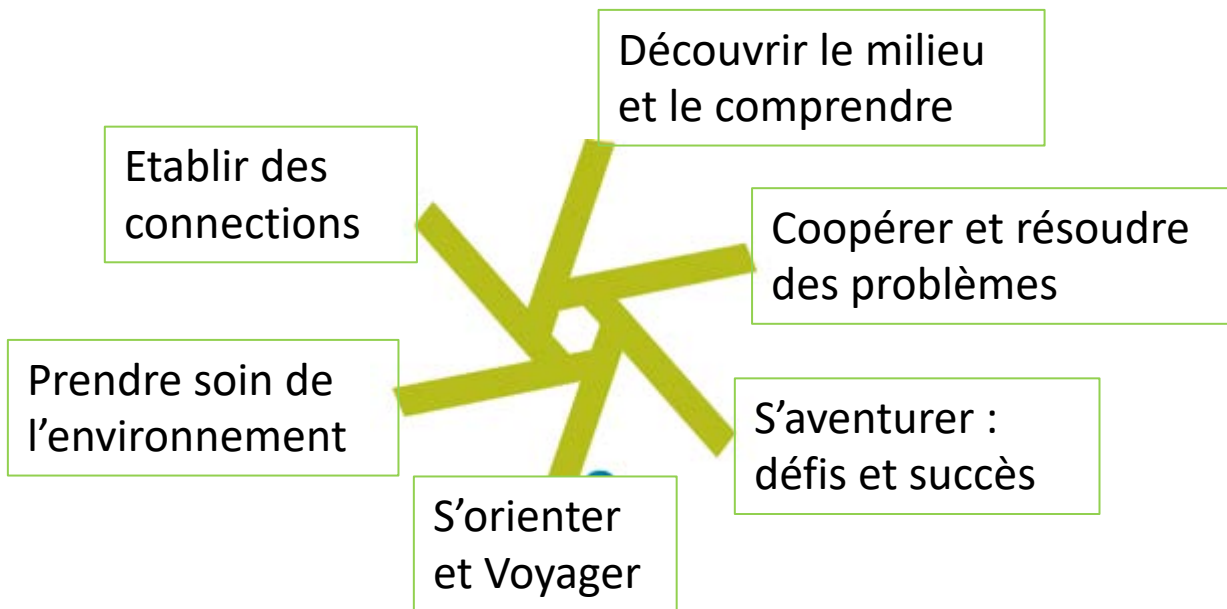 Découvrir le milieu
et le comprendre
Etablir des
connections
Coopérer et résoudre
des problèmes
Prendre soin de
l’environnement
S’aventurer :
défis et succès
S’orienter
et Voyager